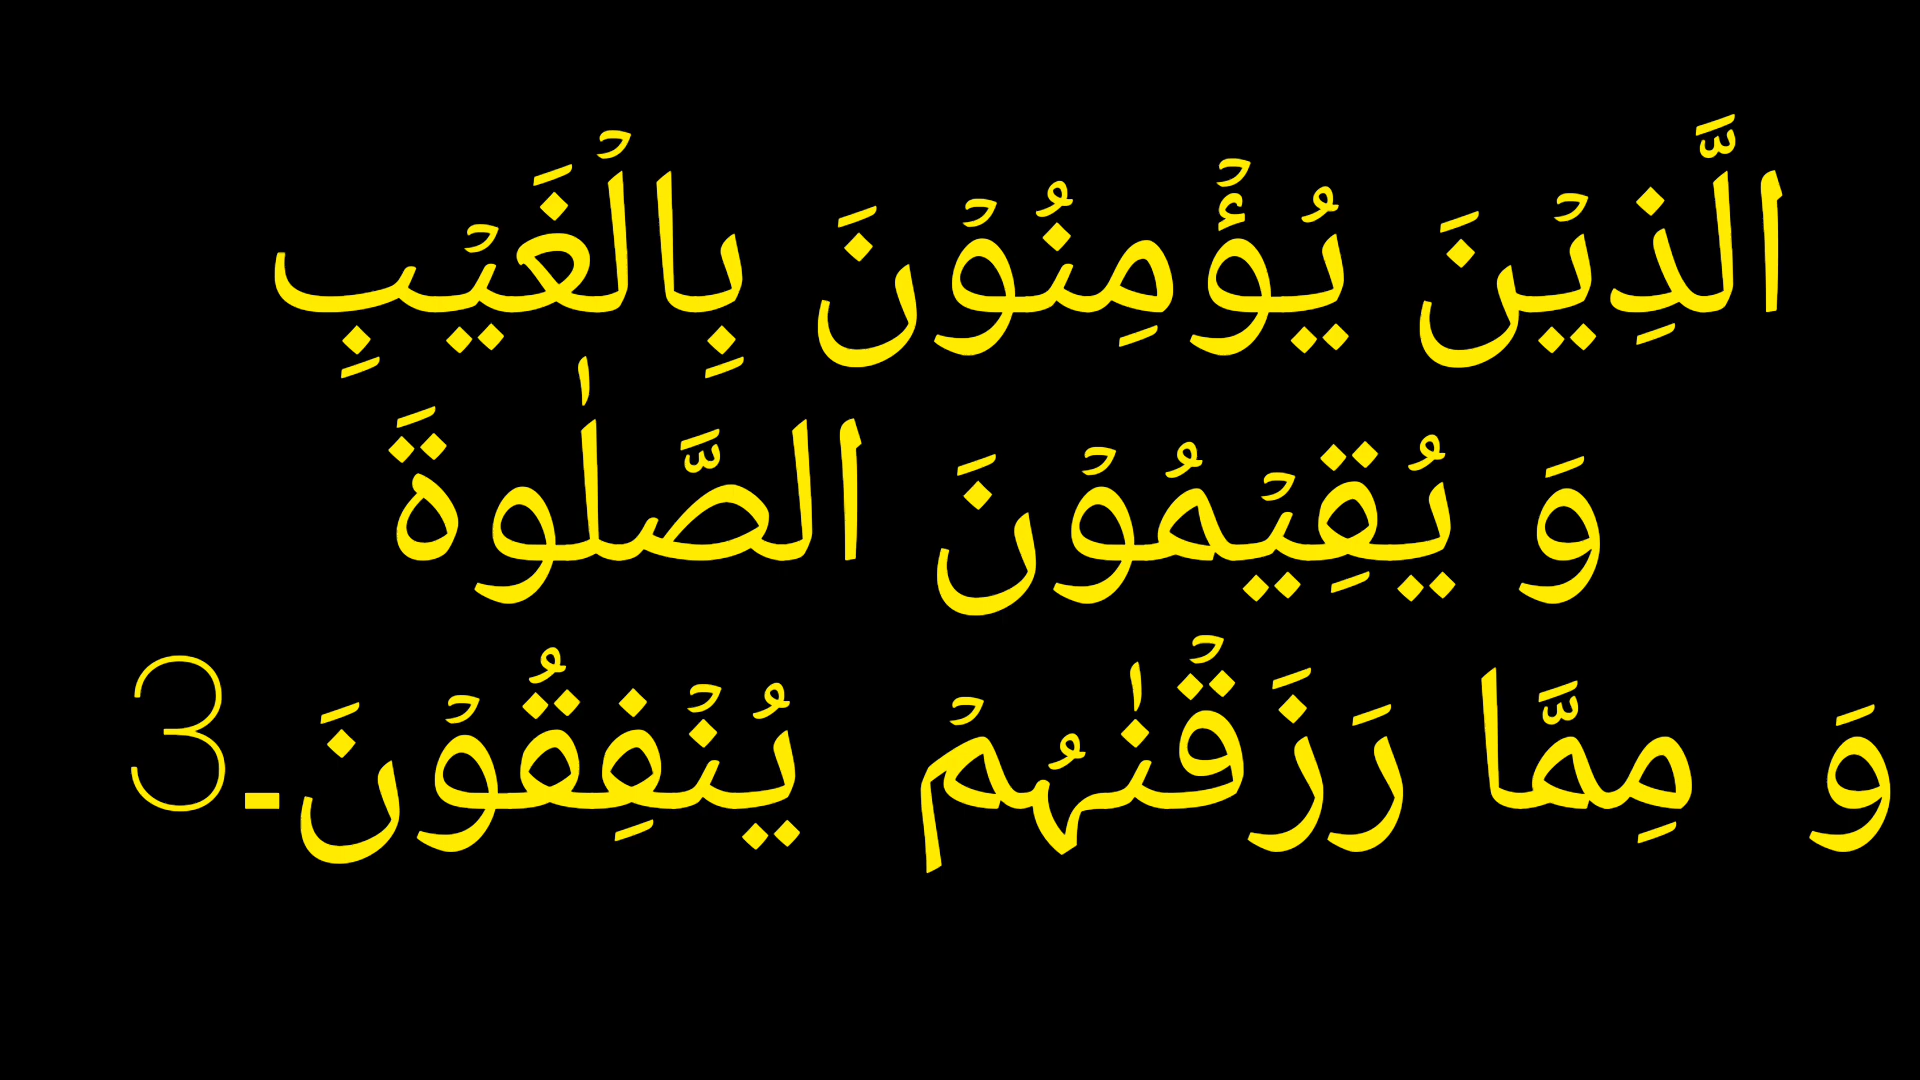 الَّذِيۡنَ يُؤۡمِنُوۡنَ بِالۡغَيۡبِ
وَ يُقِيۡمُوۡنَ الصَّلٰوةَ
وَ مِمَّا رَزَقۡنٰهُمۡ يُنۡفِقُوۡنَ۔3